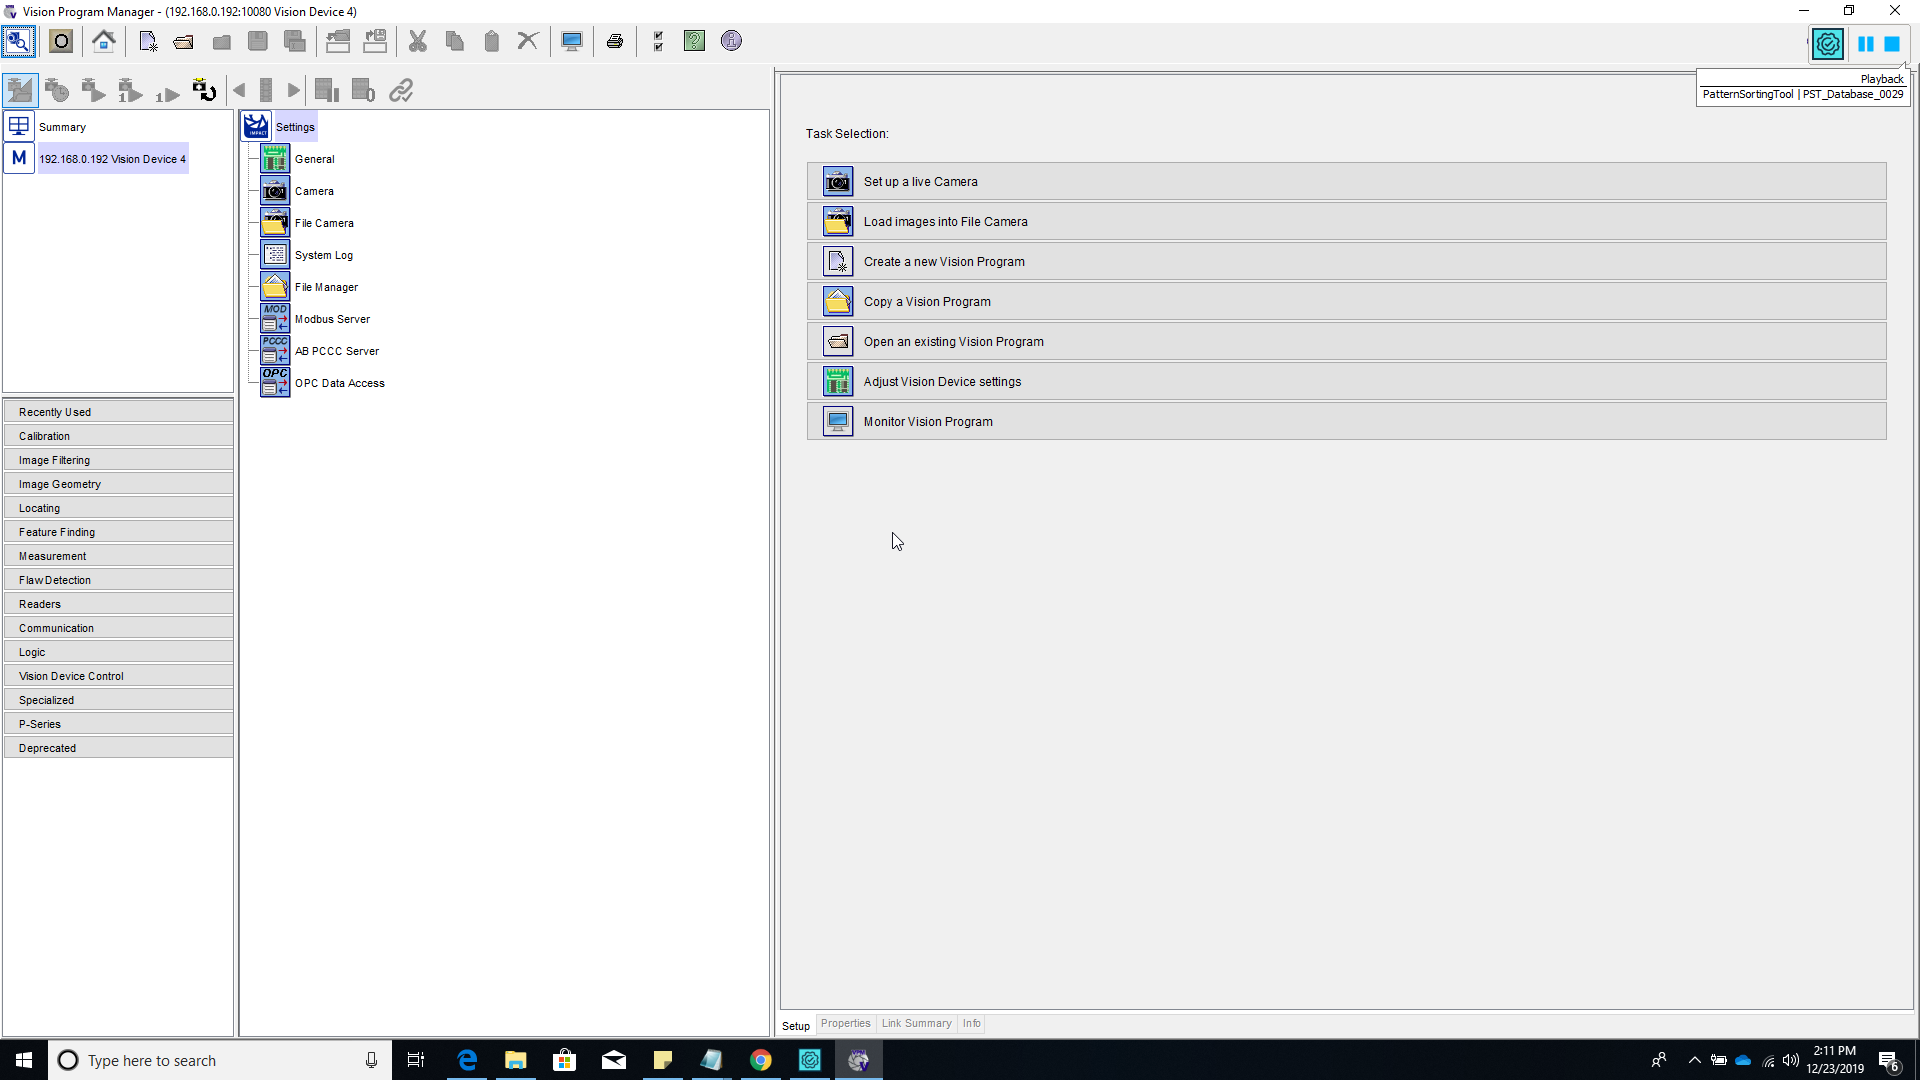 Vision Program Manager - (192.168.0.192:10080 Vision Device 4)
O
Playback
PatternSortingTool | PST_Database_0029
Summary
M 192.168.0.192 Vision Device 4
Recently Used
Calibration
Image Filtering
Image Geometry
Locating
Feature Finding
Measurement
Flaw Detection
Readers
Communication
Logic
Vision Device Control
Specialized
P-Series
Deprecated
IMPACT Settings
General
Camera
File Camera
System Log
File Manager
MOD Modbus Server
PCCC AB PCCC Server
OPC OPC Data Access
Task Selection:
Set up a live Camera
Load images into File Camera
Create a new Vision Program
Copy a Vision Program
Open an existing Vision Program
Adjust Vision Device settings
Monitor Vision Program
Setup Properties Link Summary Info
Type here to search
2:11 PM
12/23/2019
6